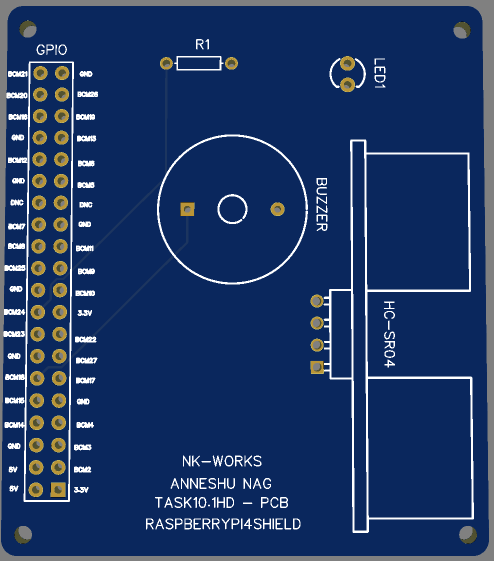 GPIO
R1
LED1
BCM21 GND
BCM20 BCM26
BCM16 BCM19
GND BCM13
BCM12 BCM6
GND BCM5
DNC DNC
BCM7 GND
BCM8 BCM11
BCM25 BCM9
GND BCM10
BCM24 3.3V
BCM23 BCM22
GND BCM27
BCM18 BCM17
BCM15 GND
BCM14 BCM4
GND BCM3
5V BCM2
5V 3.3V
BUZZER
HC-SR04
NK-WORKS
ANNESHU NAG
TASK10.1HD - PCB
RASPBERRYPI4SHIELD